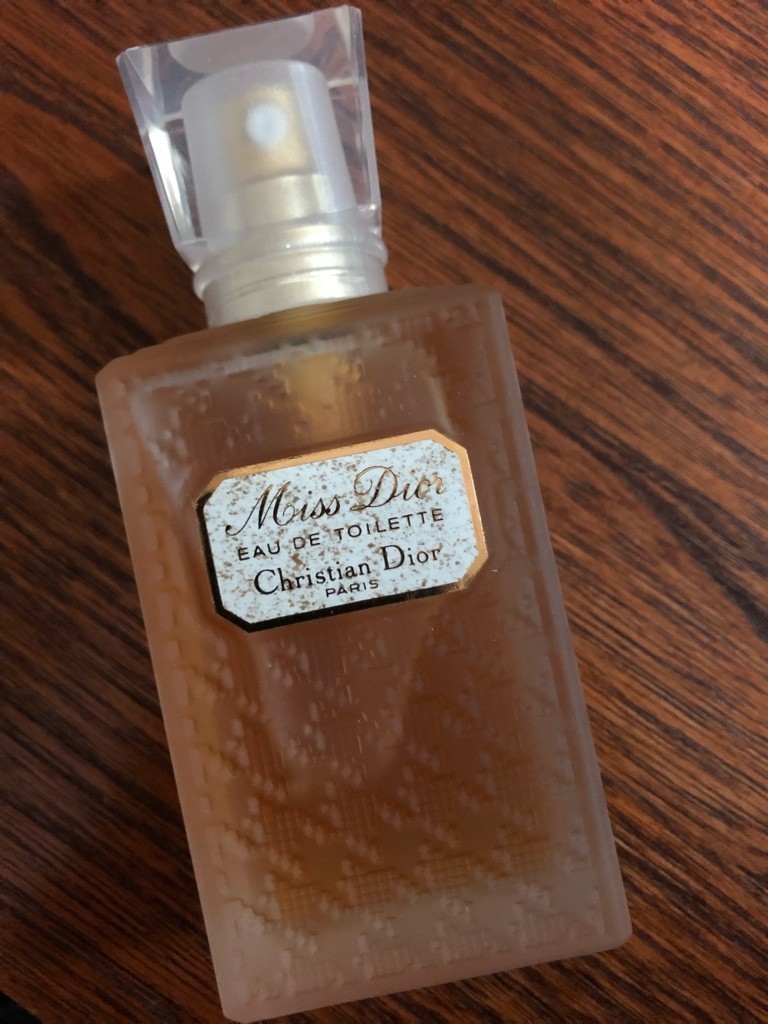 Miss Dior
EAU DE TOILETTE
Christian Dior
PARIS